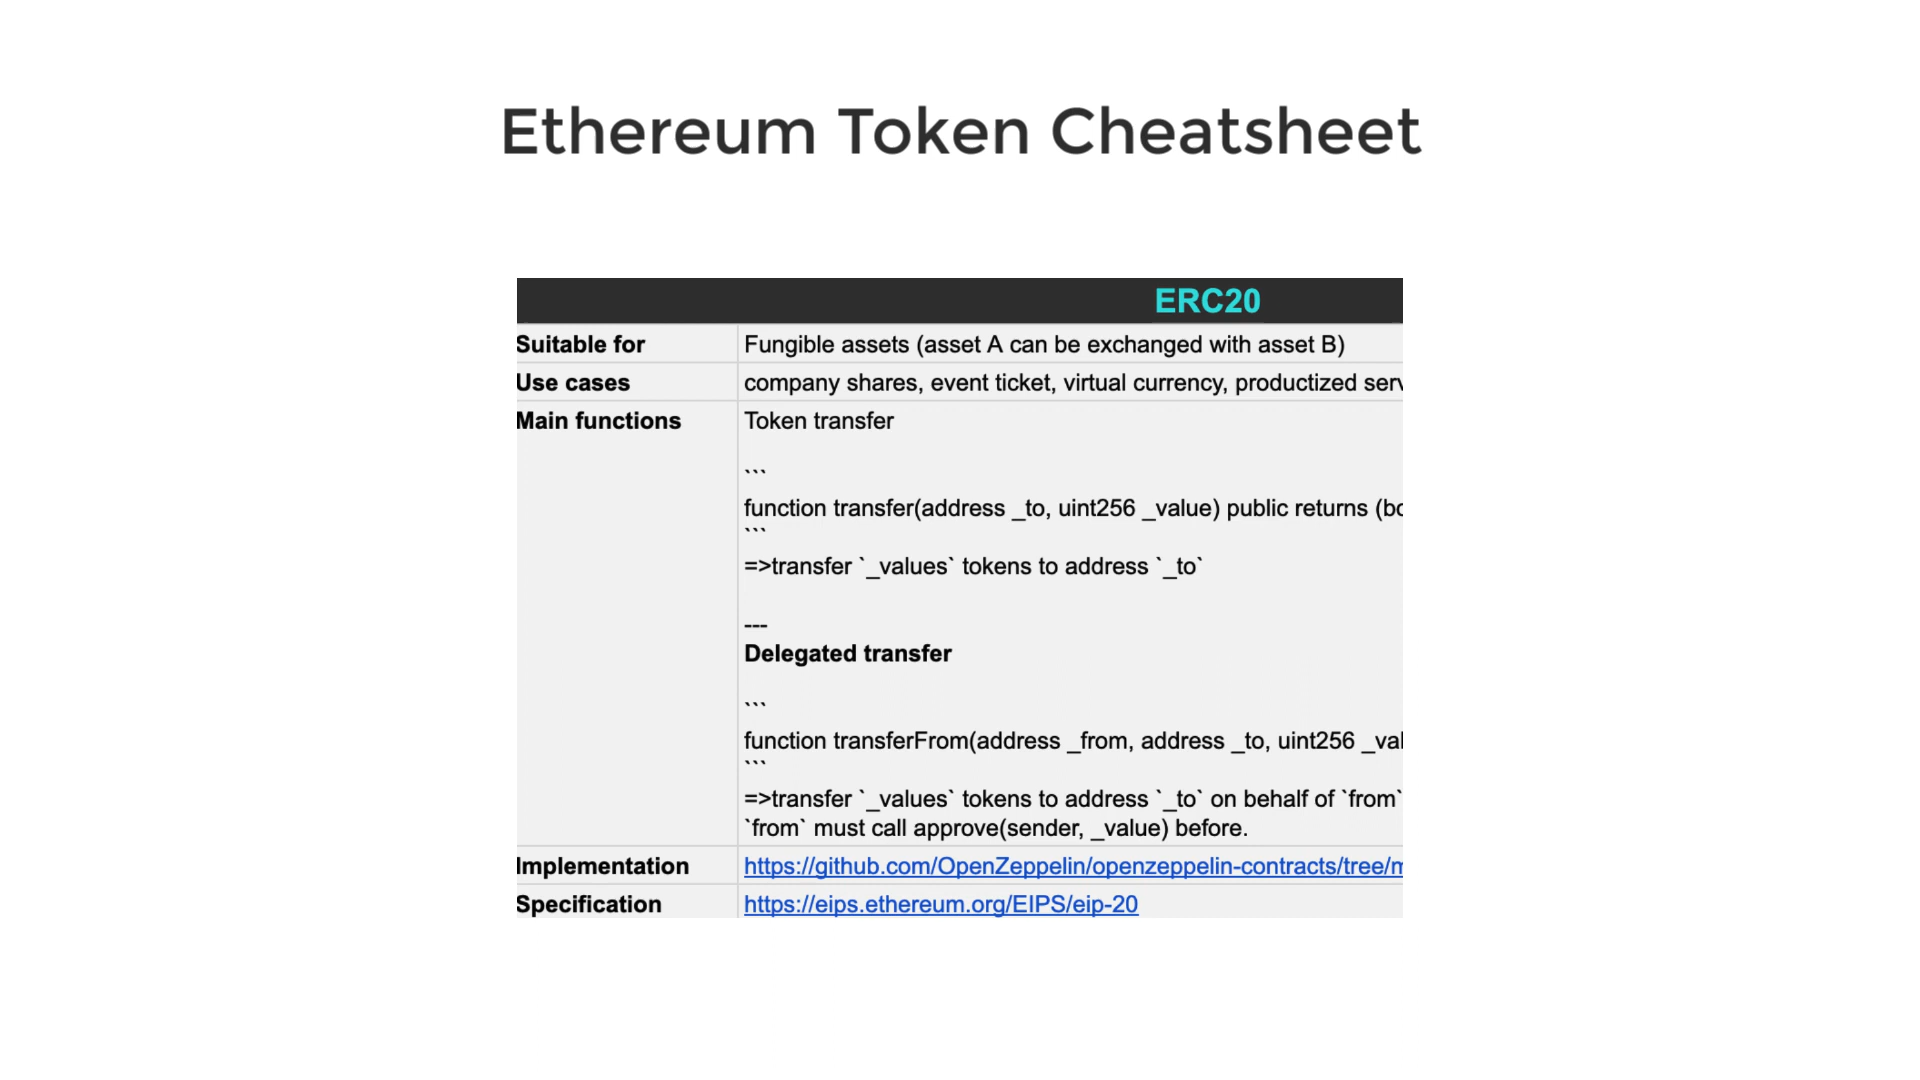 Ethereum Token Cheatsheet
ERC20
Suitable for Fungible assets (asset A can be exchanged with asset B)
Use cases company shares, event ticket, virtual currency, productized
Main functions Token transfer
```
function transfer(address _to, uint256 _value) public returns
```
=>transfer `_values` tokens to address `_to`
---
Delegated transfer
```
function transferFrom(address _from, address _to, uint256
```
=>transfer `_values` tokens to address `_to` on behalf of `from`
`from` must call approve(sender, _value) before.
Implementation https://github.com/OpenZeppelin/openzeppelin-contracts/tree/
Specification https://eips.ethereum.org/EIPS/eip-20